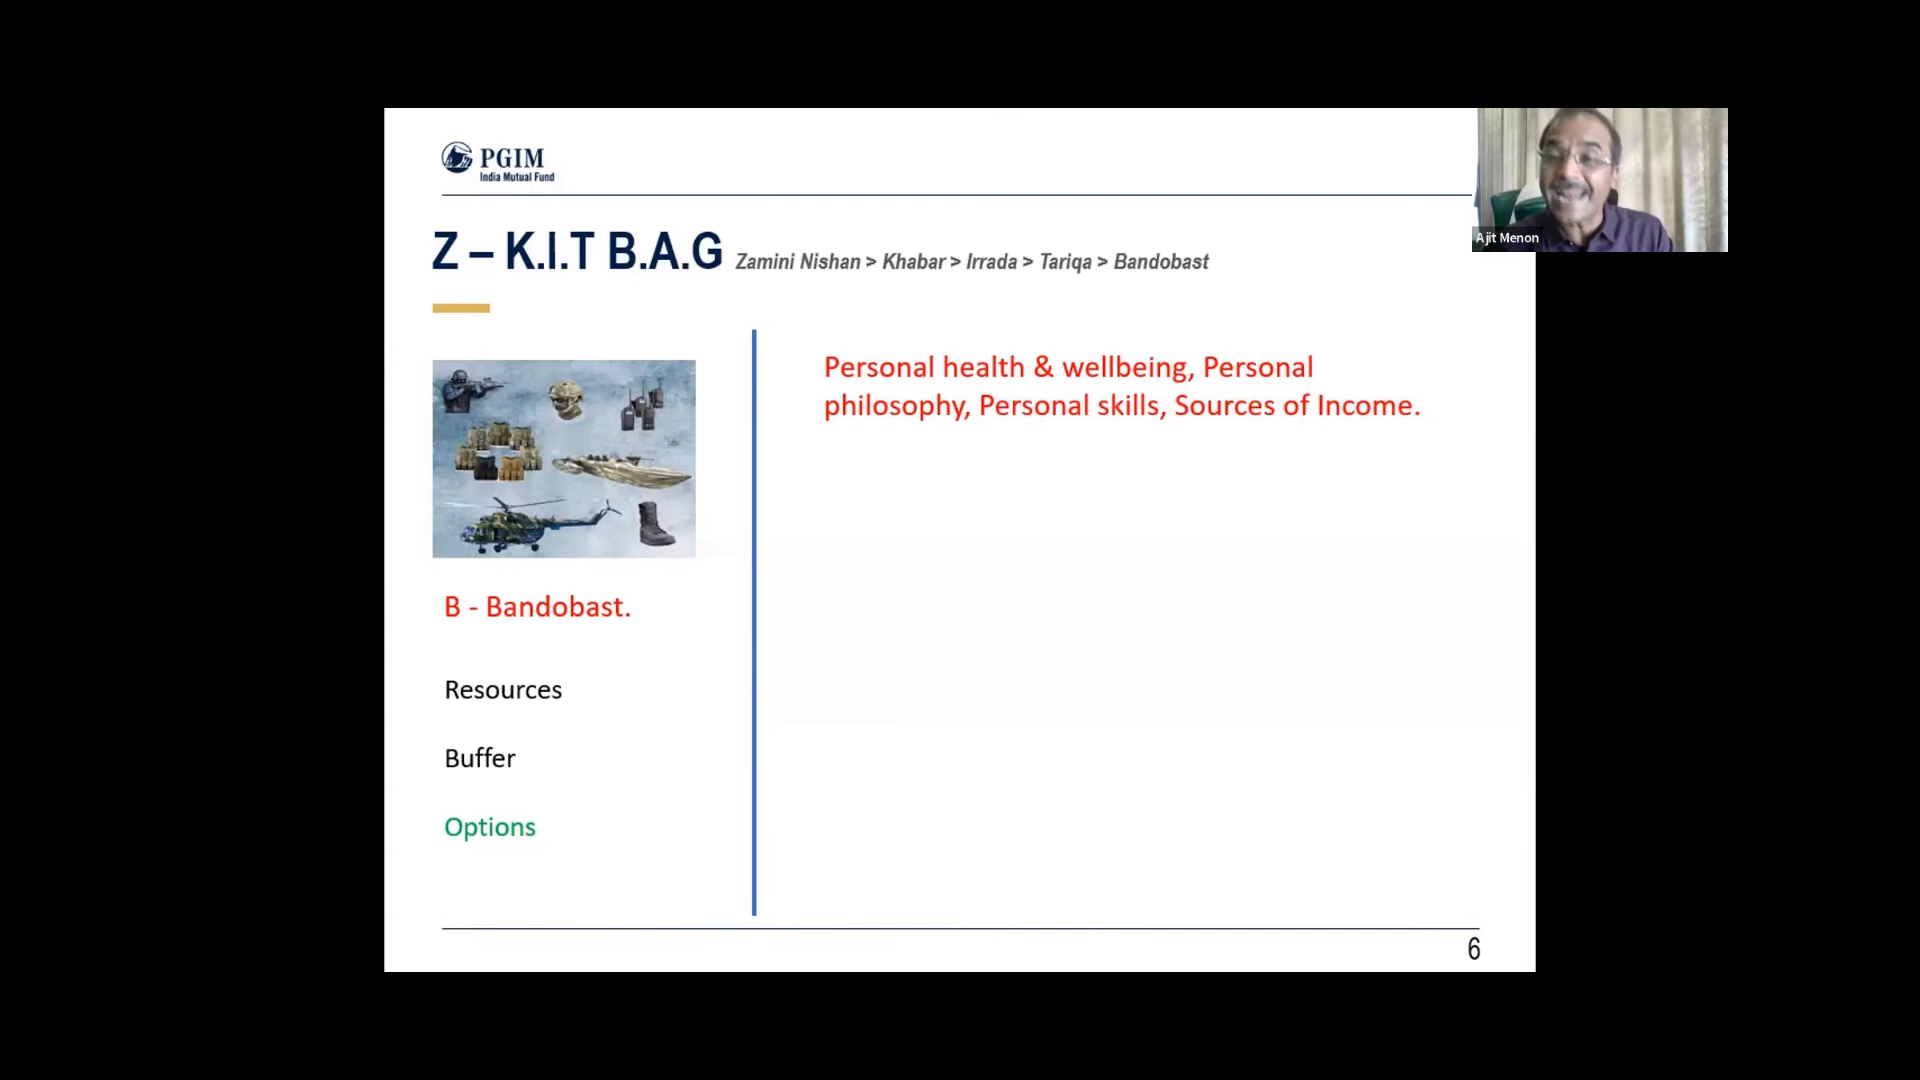 PGIM
India Mutual Fund
Z – K.I.T B.A.G Zamini Nishan > Khabar > Irrada > Tariqa > Bandobast
Ajit Menon
Personal health & wellbeing, Personal
philosophy, Personal skills, Sources of Income.
B - Bandobast.
Resources
Buffer
Options
6